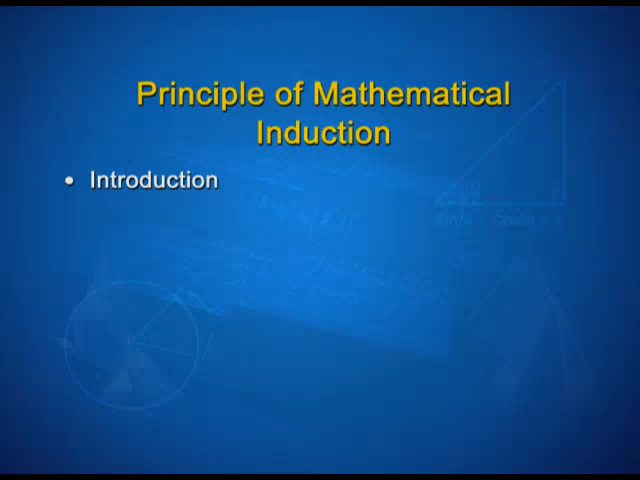 Principle of Mathematical
Induction
• Introduction